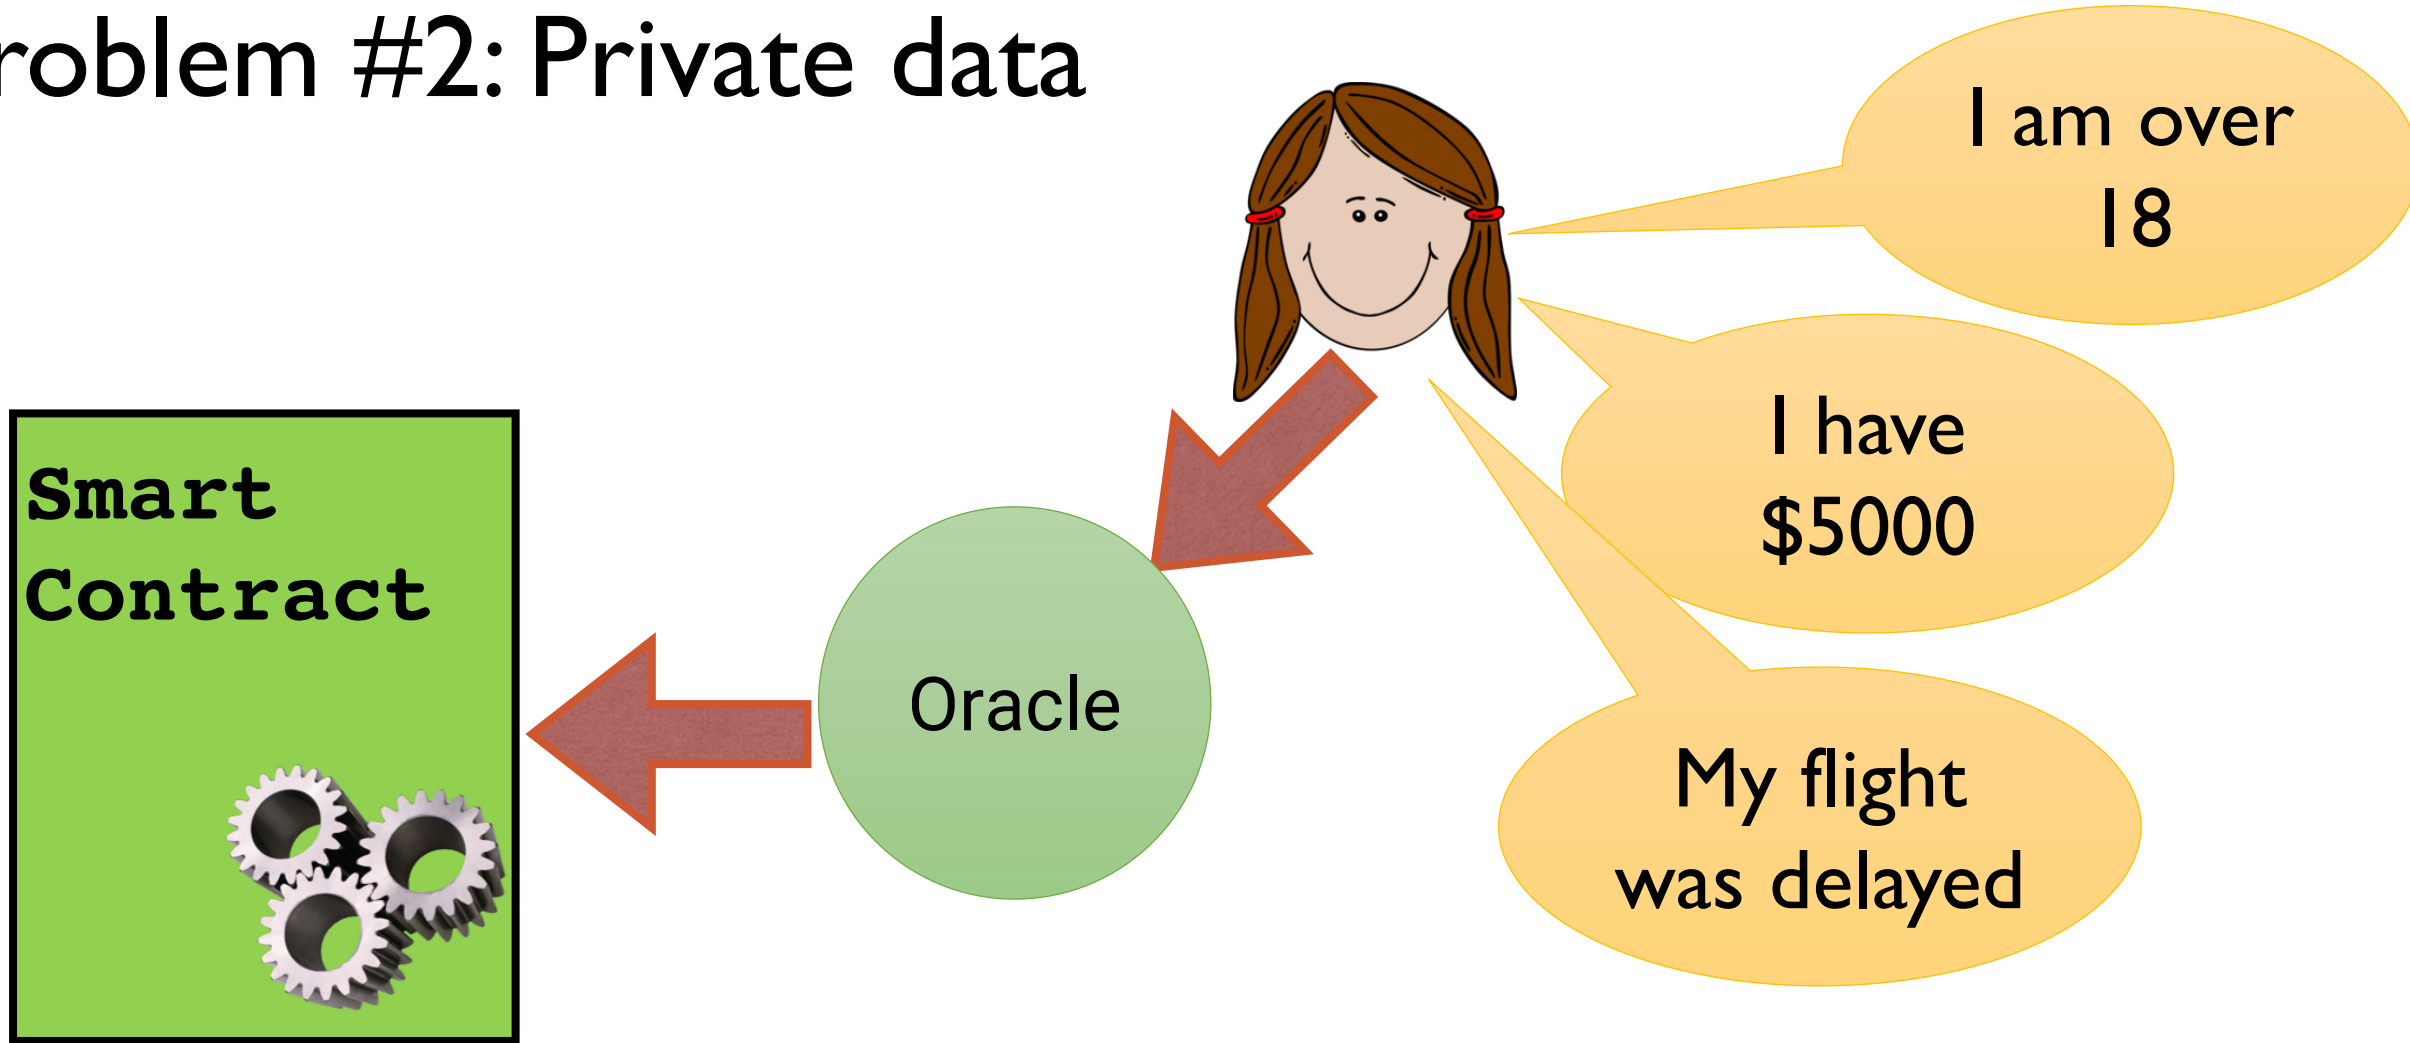 roblem #2: Private data
I am over
18
I have
$5000
Smart
Contract
Oracle
My flight
was delayed